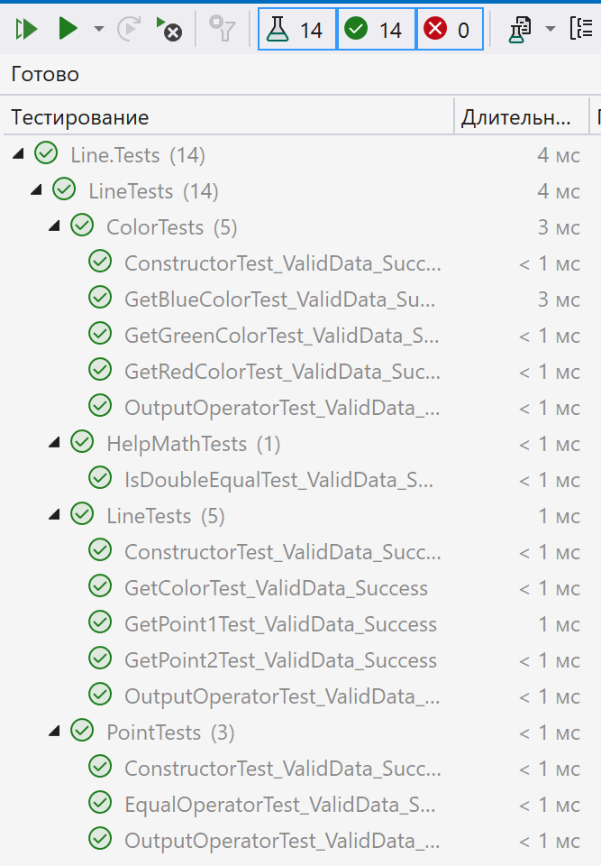 14 14 0
Готово
Тестирование Длительн...
Line.Tests (14) 4 мс
LineTests (14) 4 мс
ColorTests (5) 3 мс
ConstructorTest_ValidData_Succ... < 1 мс
GetBlueColorTest_ValidData_Su... 3 мс
GetGreenColorTest_ValidData_S... < 1 мс
GetRedColorTest_ValidData_Suc... < 1 мс
OutputOperatorTest_ValidData_... < 1 мс
HelpMathTests (1) < 1 мс
IsDoubleEqualTest_ValidData_S... < 1 мс
LineTests (5) 1 мс
ConstructorTest_ValidData_Succ... < 1 мс
GetColorTest_ValidData_Success < 1 мс
GetPoint1Test_ValidData_Success 1 мс
GetPoint2Test_ValidData_Success < 1 мс
OutputOperatorTest_ValidData_... < 1 мс
PointTests (3) < 1 мс
ConstructorTest_ValidData_Succ... < 1 мс
EqualOperatorTest_ValidData_S... < 1 мс
OutputOperatorTest_ValidData_... < 1 мс